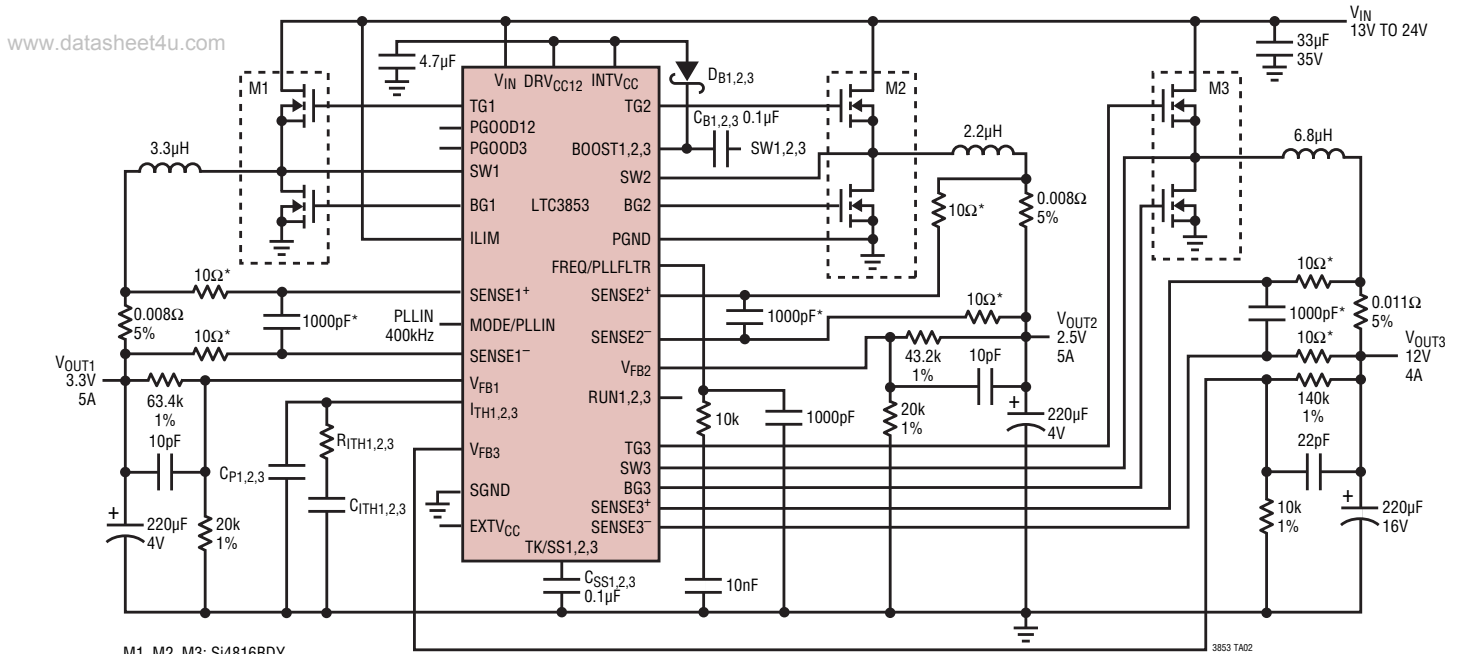 www.datasheet4u.com
VIN
13V TO 24V
33µF
35V
4.7µF
VIN DRVCC12 INTVCC
DB1,2,3
M1
M2
M3
TG1
TG2
CB1,2,3 0.1µF
PGOOD12
PGOOD3
BOOST1,2,3
SW1,2,3
3.3µH
2.2µH
6.8µH
SW1
SW2
BG1
LTC3853
BG2
10Ω*
0.008Ω
5%
ILIM
PGND
FREQ/PLLFLTR
10Ω*
SENSE1+
SENSE2+
10Ω*
10Ω*
0.008Ω
5%
1000pF*
PLLIN
400kHz
MODE/PLLIN
1000pF*
1000pF*
0.011Ω
5%
10Ω*
SENSE1−
SENSE2−
10Ω*
VOUT1
3.3V
5A
VOUT2
2.5V
5A
VOUT3
12V
4A
63.4k
1%
VFB1
VFB2
43.2k
1%
10pF
140k
1%
ITH1,2,3
RUN1,2,3
10pF
RITH1,2,3
10k
1000pF
20k
1%
220µF
4V
+
22pF
CP1,2,3
VFB3
TG3
SW3
BG3
SENSE3+
SENSE3−
CITH1,2,3
SGND
EXTVCC
TK/SS1,2,3
+
220µF
4V
20k
1%
10k
1%
+
220µF
16V
CSS1,2,3
0.1µF
10nF
3853 TA02
M1, M2, M3: Si4816BDY